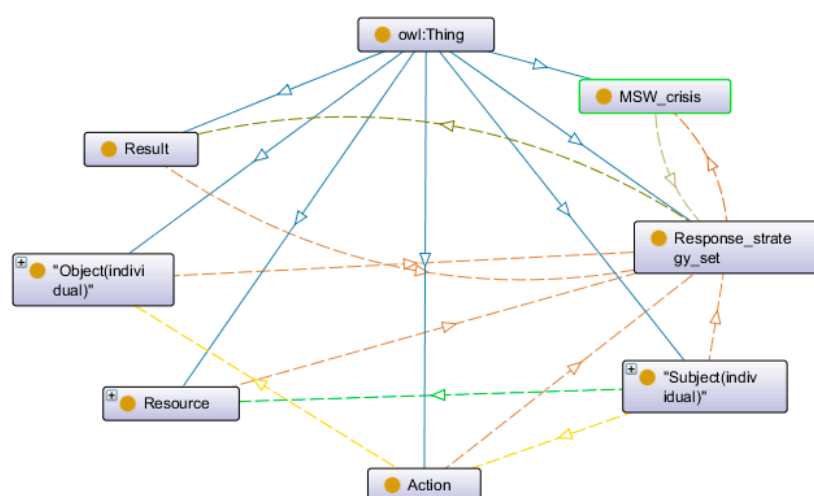 owl:Thing
MSW_crisis
Result
Response_strate
gy_set
"Object(indivi
dual)"
"Subject(indiv
idual)"
Resource
Action